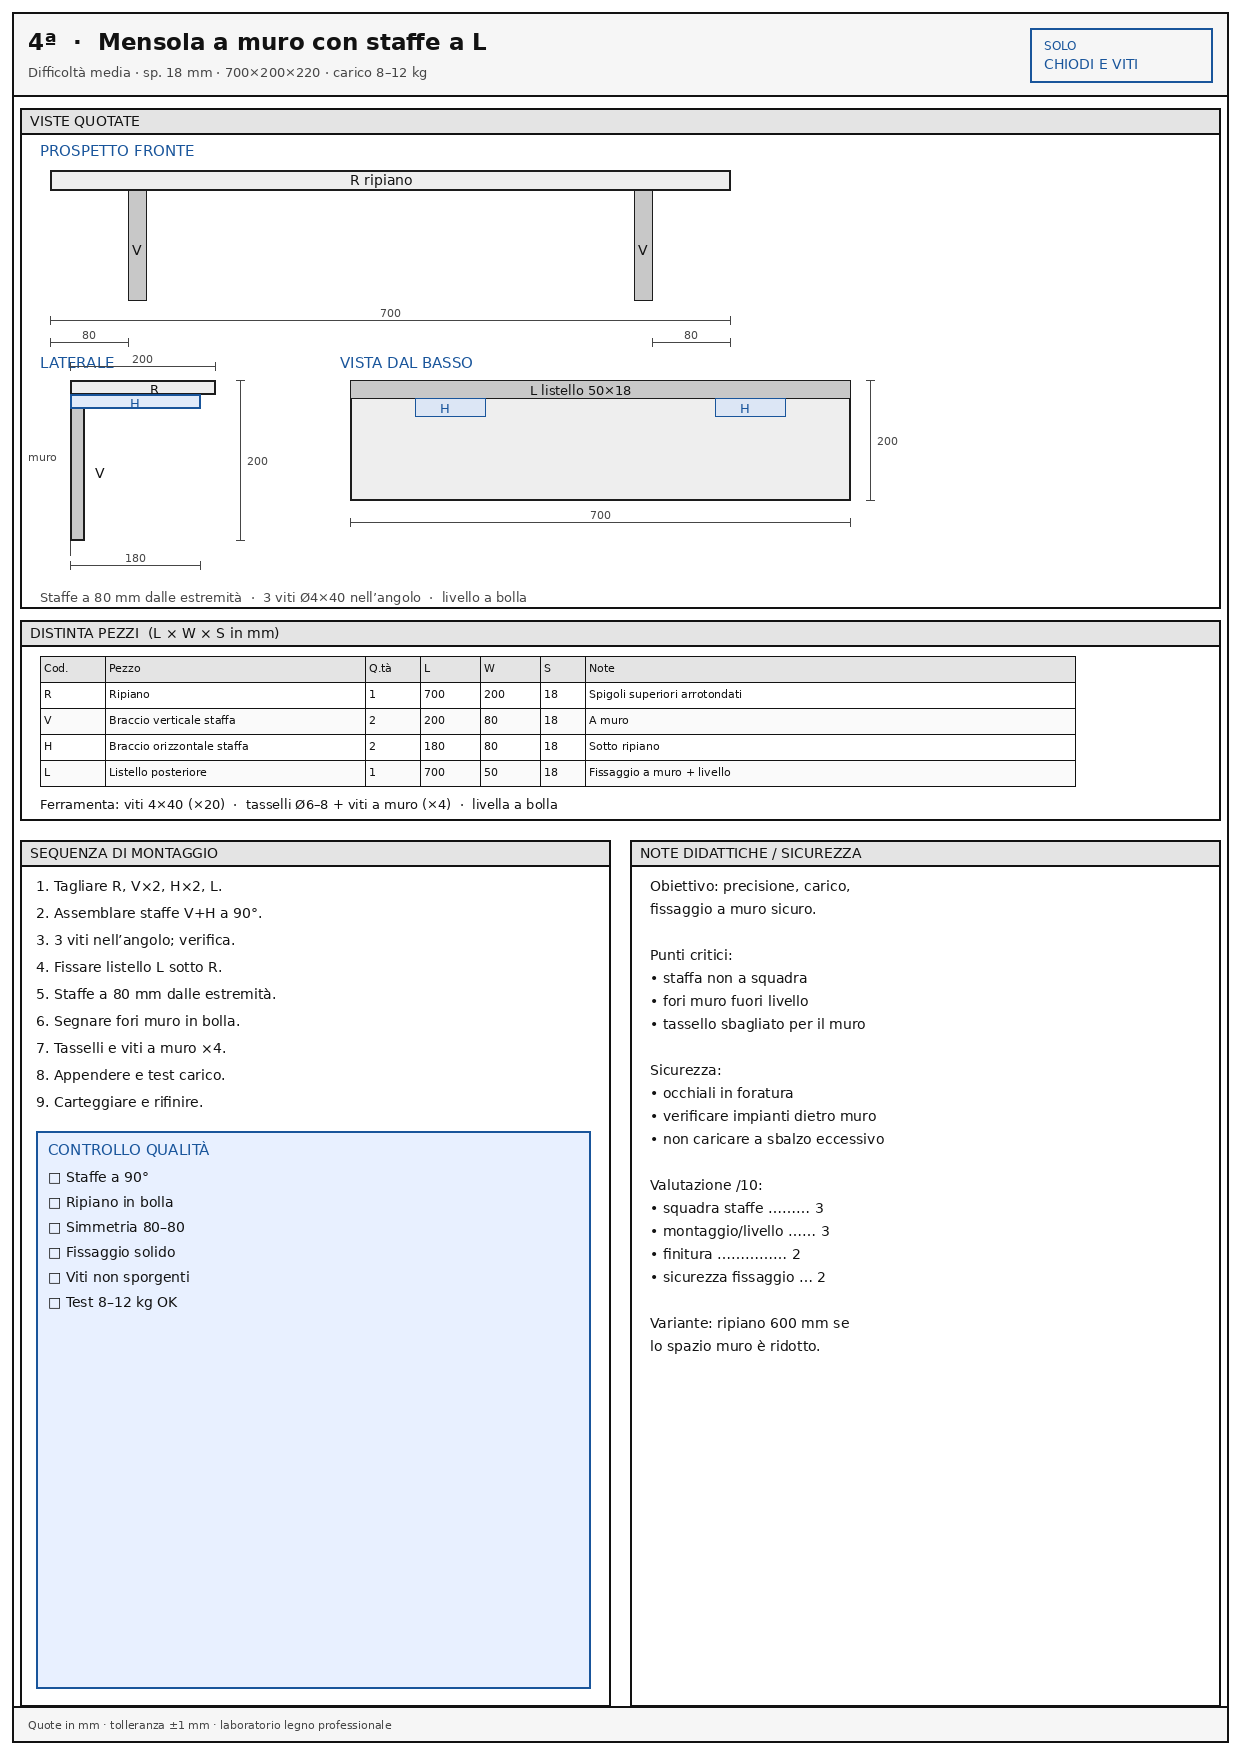 4ª · Mensola a muro con staffe a L
Difficoltà media · sp. 18 mm · 700×200×220 · carico 8–12 kg
SOLO
CHIODI E VITI
VISTE QUOTATE
PROSPETTO FRONTE
R ripiano
V V
700
80 80
LATERALE 200 VISTA DAL BASSO
R
H
L listello 50×18
H H
muro
V
200
200
700
180
Staffe a 80 mm dalle estremità · 3 viti Ø4×40 nell’angolo · livello a bolla
DISTINTA PEZZI (L × W × S in mm)
Cod. Pezzo Q.tà L W S Note
R Ripiano 1 700 200 18 Spigoli superiori arrotondati
V Braccio verticale staffa 2 200 80 18 A muro
H Braccio orizzontale staffa 2 180 80 18 Sotto ripiano
L Listello posteriore 1 700 50 18 Fissaggio a muro + livello
Ferramenta: viti 4×40 (×20) · tasselli Ø6–8 + viti a muro (×4) · livella a bolla
SEQUENZA DI MONTAGGIO
1. Tagliare R, V×2, H×2, L.
2. Assemblare staffe V+H a 90°.
3. 3 viti nell’angolo; verifica.
4. Fissare listello L sotto R.
5. Staffe a 80 mm dalle estremità.
6. Segnare fori muro in bolla.
7. Tasselli e viti a muro ×4.
8. Appendere e test carico.
9. Carteggiare e rifinire.
CONTROLLO QUALITÀ
□ Staffe a 90°
□ Ripiano in bolla
□ Simmetria 80–80
□ Fissaggio solido
□ Viti non sporgenti
□ Test 8–12 kg OK
NOTE DIDATTICHE / SICUREZZA
Obiettivo: precisione, carico,
fissaggio a muro sicuro.
Punti critici:
• staffa non a squadra
• fori muro fuori livello
• tassello sbagliato per il muro
Sicurezza:
• occhiali in foratura
• verificare impianti dietro muro
• non caricare a sbalzo eccessivo
Valutazione /10:
• squadra staffe ......... 3
• montaggio/livello ...... 3
• finitura ............... 2
• sicurezza fissaggio ... 2
Variante: ripiano 600 mm se
lo spazio muro è ridotto.
Quote in mm · tolleranza ±1 mm · laboratorio legno professionale